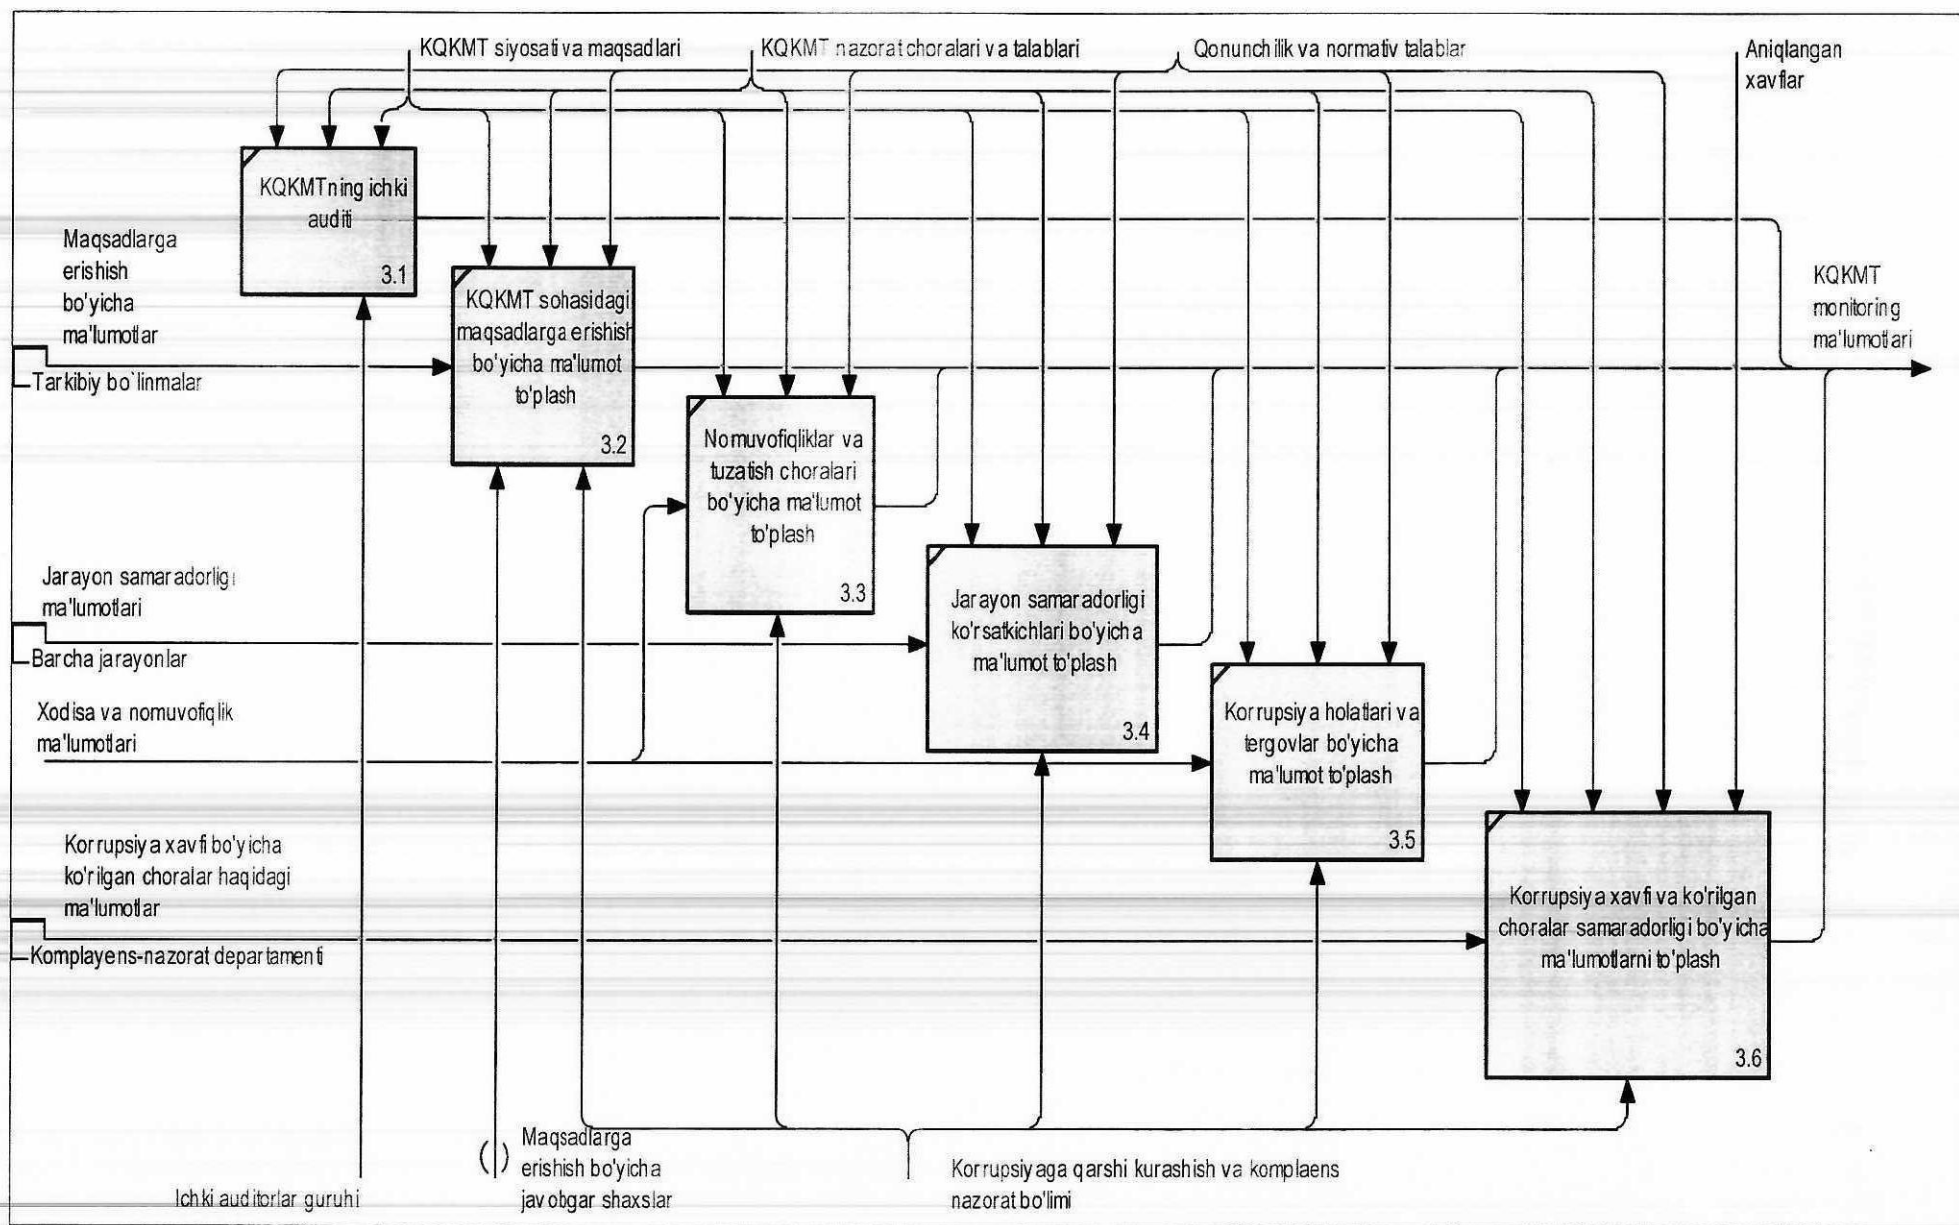 KQKMT siyosati va maqsadlari
KQKMT nazorat choralari va talablari
Qonunchilik va normativ talablar
Aniqlangan
xavflar
KQKMTning ichki
auditi
3.1
Maqsadlarga
erishish
bo'yicha
ma'lumotlar
Tarkibiy bo`linmalar
KQKMT sohasidagi
maqsadlarga erishish
bo'yicha ma'lumot
to'plash
3.2
KQKMT
monitoring
ma'lumotlari
Nomuvofiqliklar va
tuzatish choralari
bo'yicha ma'lumot
to'plash
3.3
Jarayon samaradorligi
ma'lumotlari
Barcha jarayonlar
Jarayon samaradorligi
ko'rsatkichlari bo'yicha
ma'lumot to'plash
3.4
Xodisa va nomuvofiqlik
ma'lumotlari
Korrupsiya holatlari va
tergovlar bo'yicha
ma'lumot to'plash
3.5
Korrupsiya xavfi bo'yicha
ko'rilgan choralar haqidagi
ma'lumotlar
Komplayens-nazorat departamenti
Korrupsiya xavfi va ko'rilgan
choralar samaradorligi bo'yicha
ma'lumotlarni to'plash
3.6
Ichki auditorlar guruhi
Maqsadlarga
erishish bo'yicha
javobgar shaxslar
Korrupsiyaga qarshi kurashish va komplaens
nazorat bo'limi